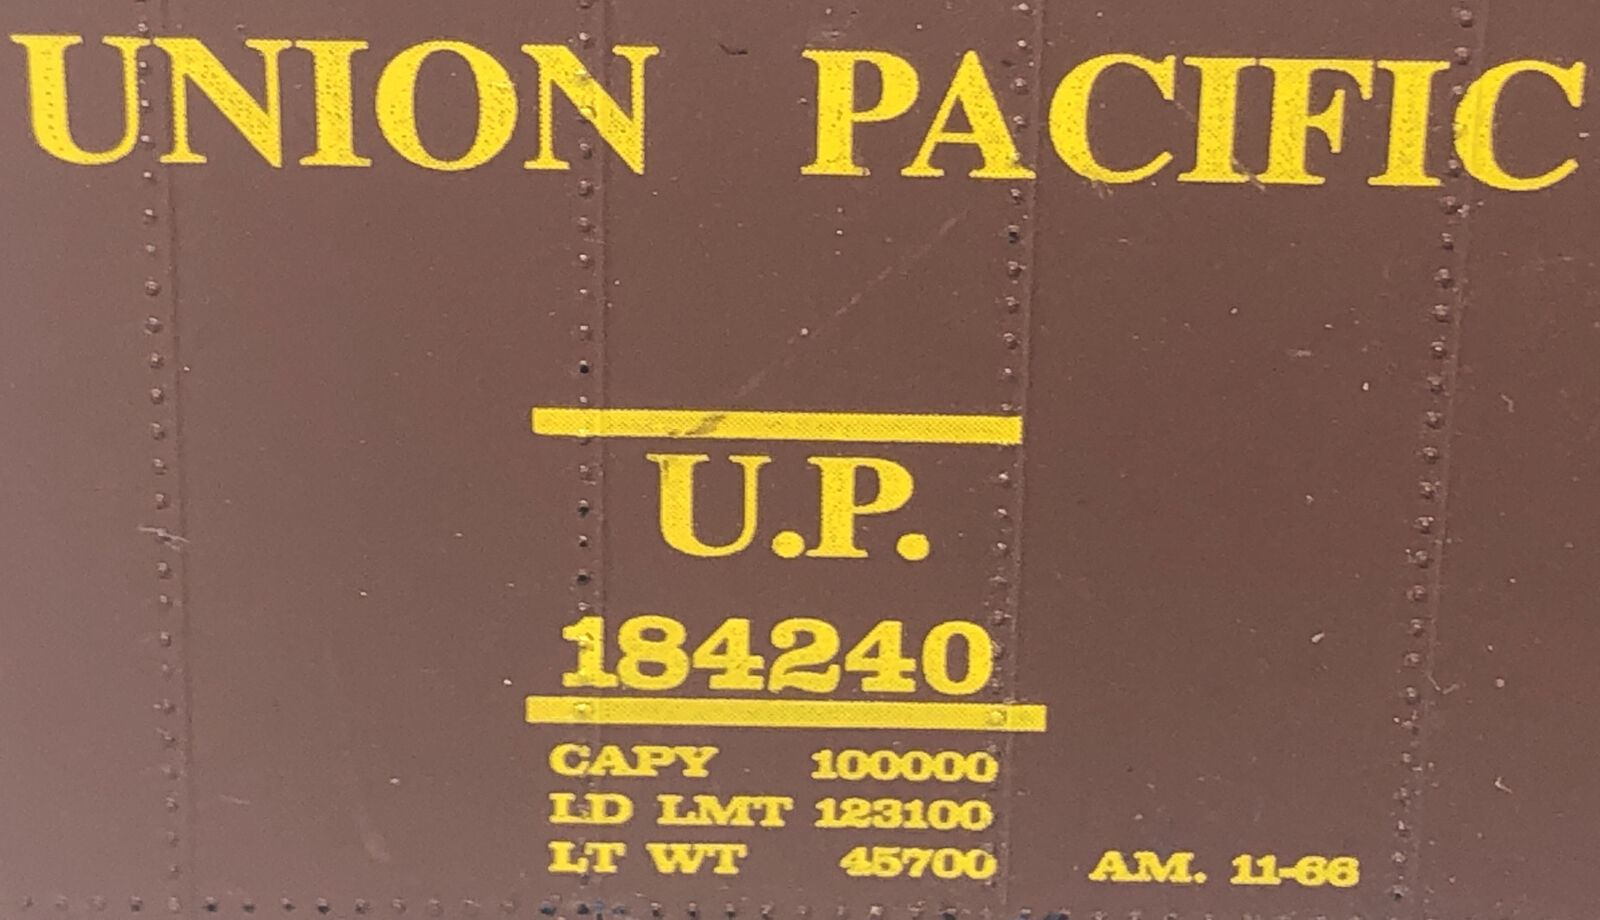 UNION PACIFIC
U.P.
184240
CAPY 100000
LD LMT 123100
LT WT 45700 AM. 11-66